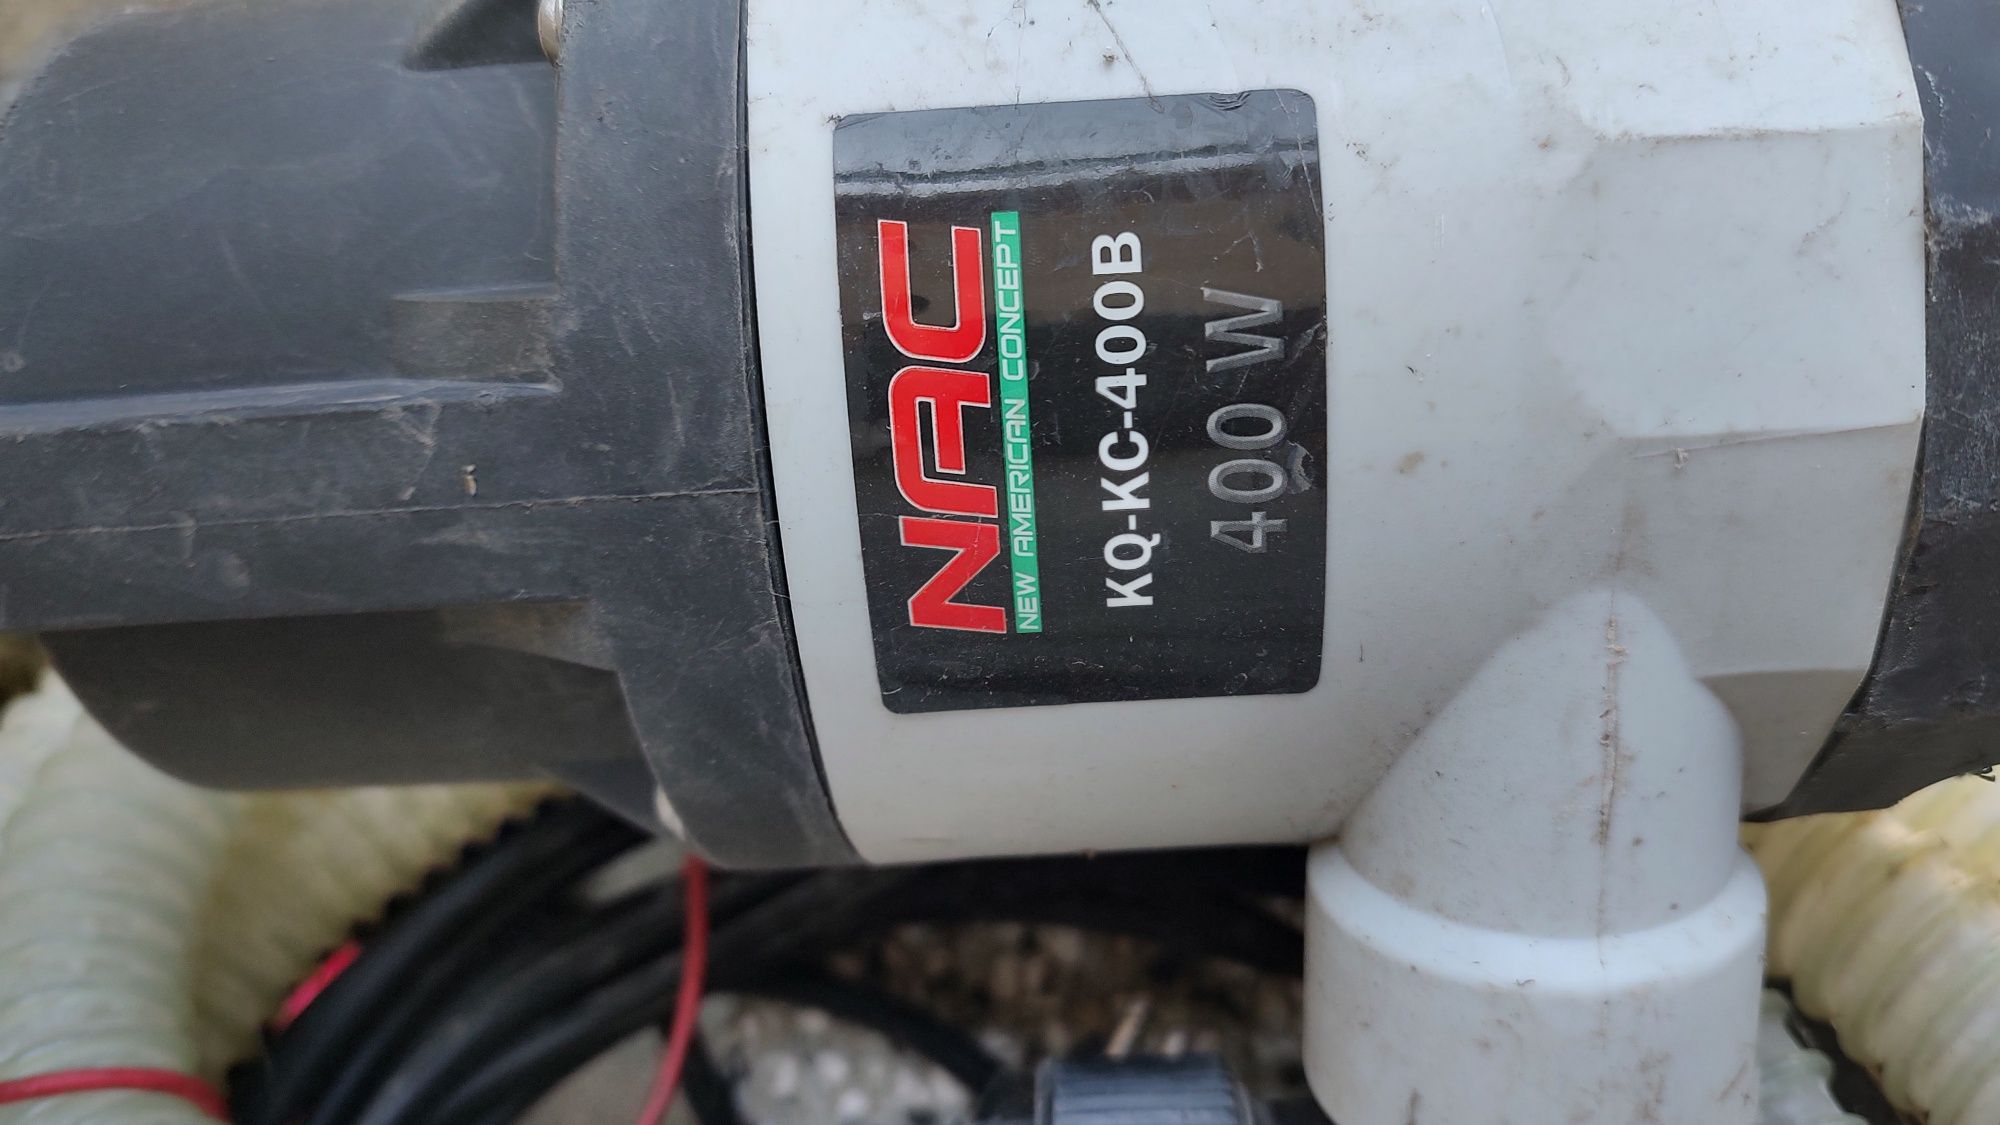 NAC
NEW AMERICAN CONCEPT
KQ-KC-400B
400 W